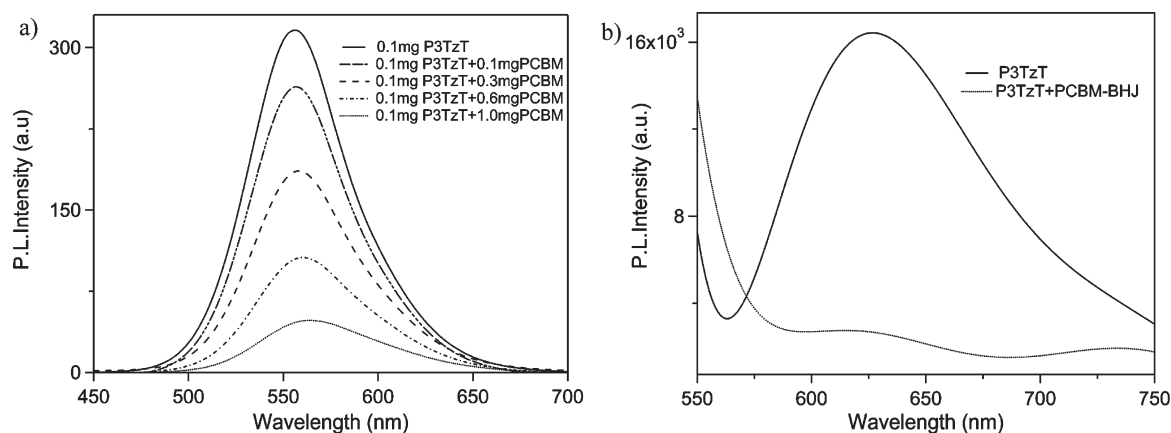 a)
300
150
0
P.L.Intensity (a.u)
0.1mg P3TzT
0.1mg P3TzT+0.1mgPCBM
0.1mg P3TzT+0.3mgPCBM
0.1mg P3TzT+0.6mgPCBM
0.1mg P3TzT+1.0mgPCBM
450 500 550 600 650 700
Wavelength (nm)
b)
16x10³
8
P.L.Intensity (a.u.)
P3TzT
P3TzT+PCBM-BHJ
550 600 650 700 750
Wavelength (nm)